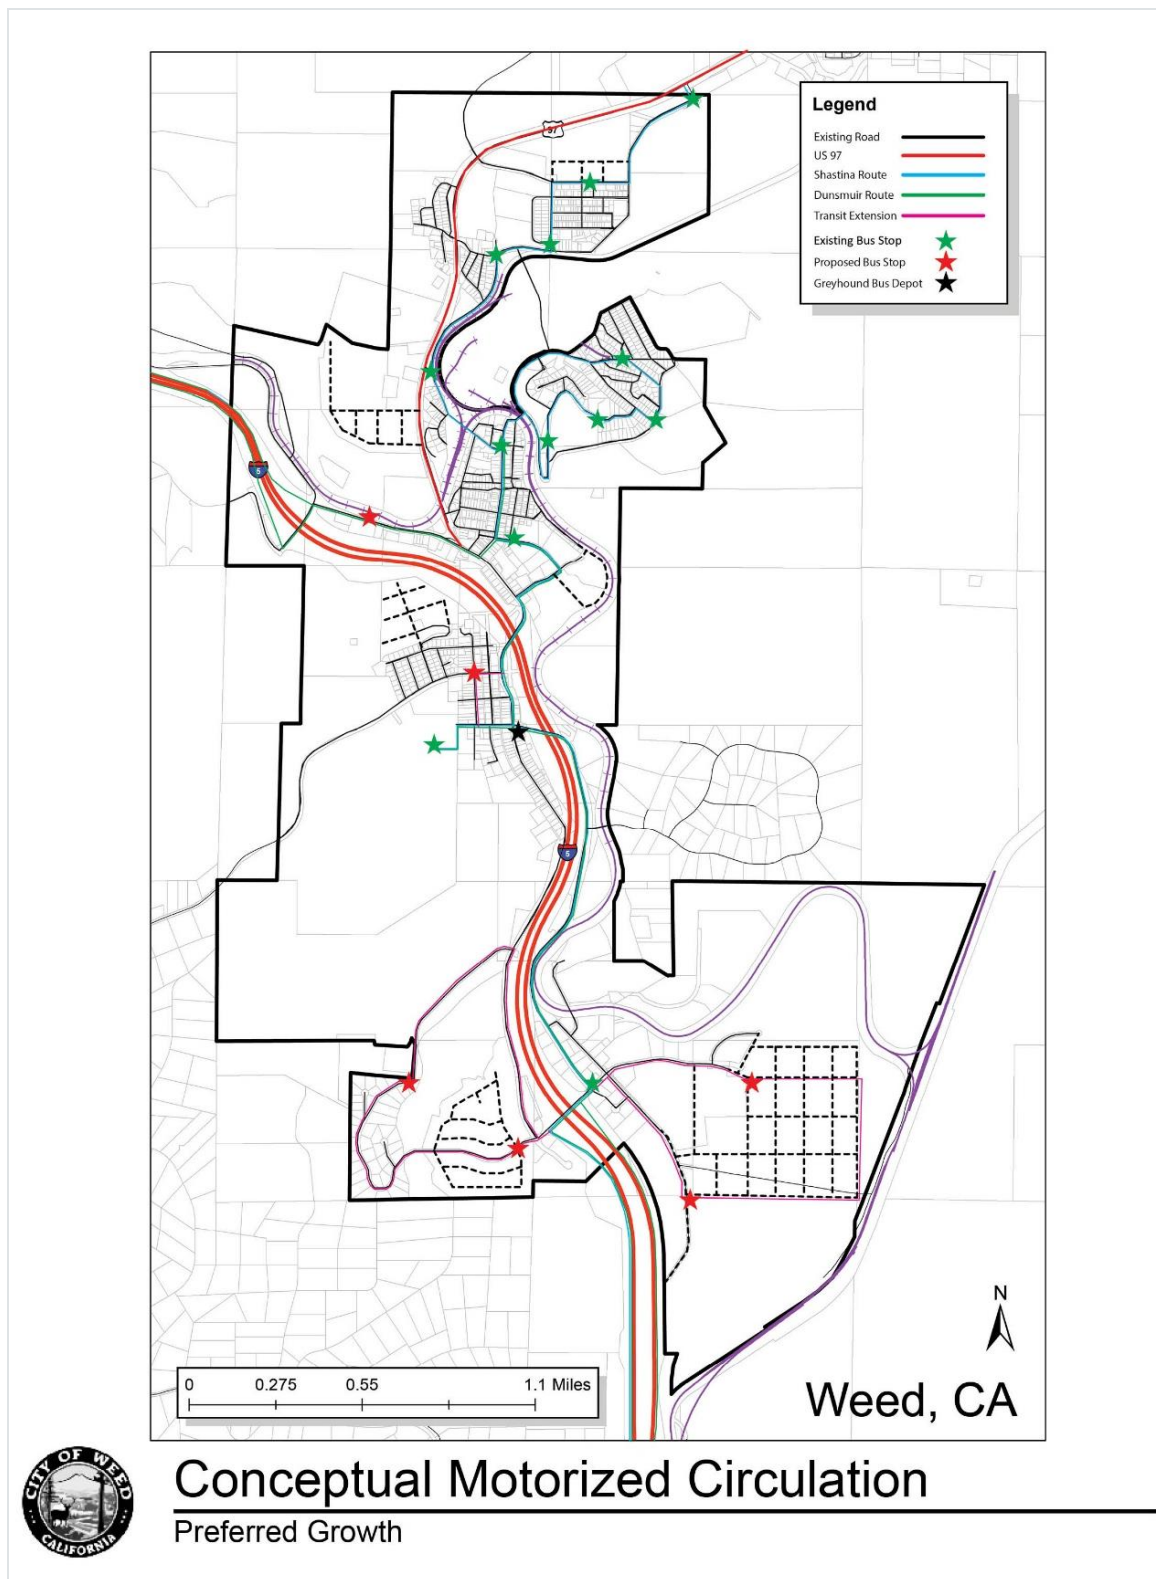 97
Legend
Existing Road
US 97
Shastina Route
Dunsmuir Route
Transit Extension
Existing Bus Stop
Proposed Bus Stop
Greyhound Bus Depot
5
5
N
0 0.275 0.55 1.1 Miles
Weed, CA
CITY OF WEED
CALIFORNIA
Conceptual Motorized Circulation
Preferred Growth